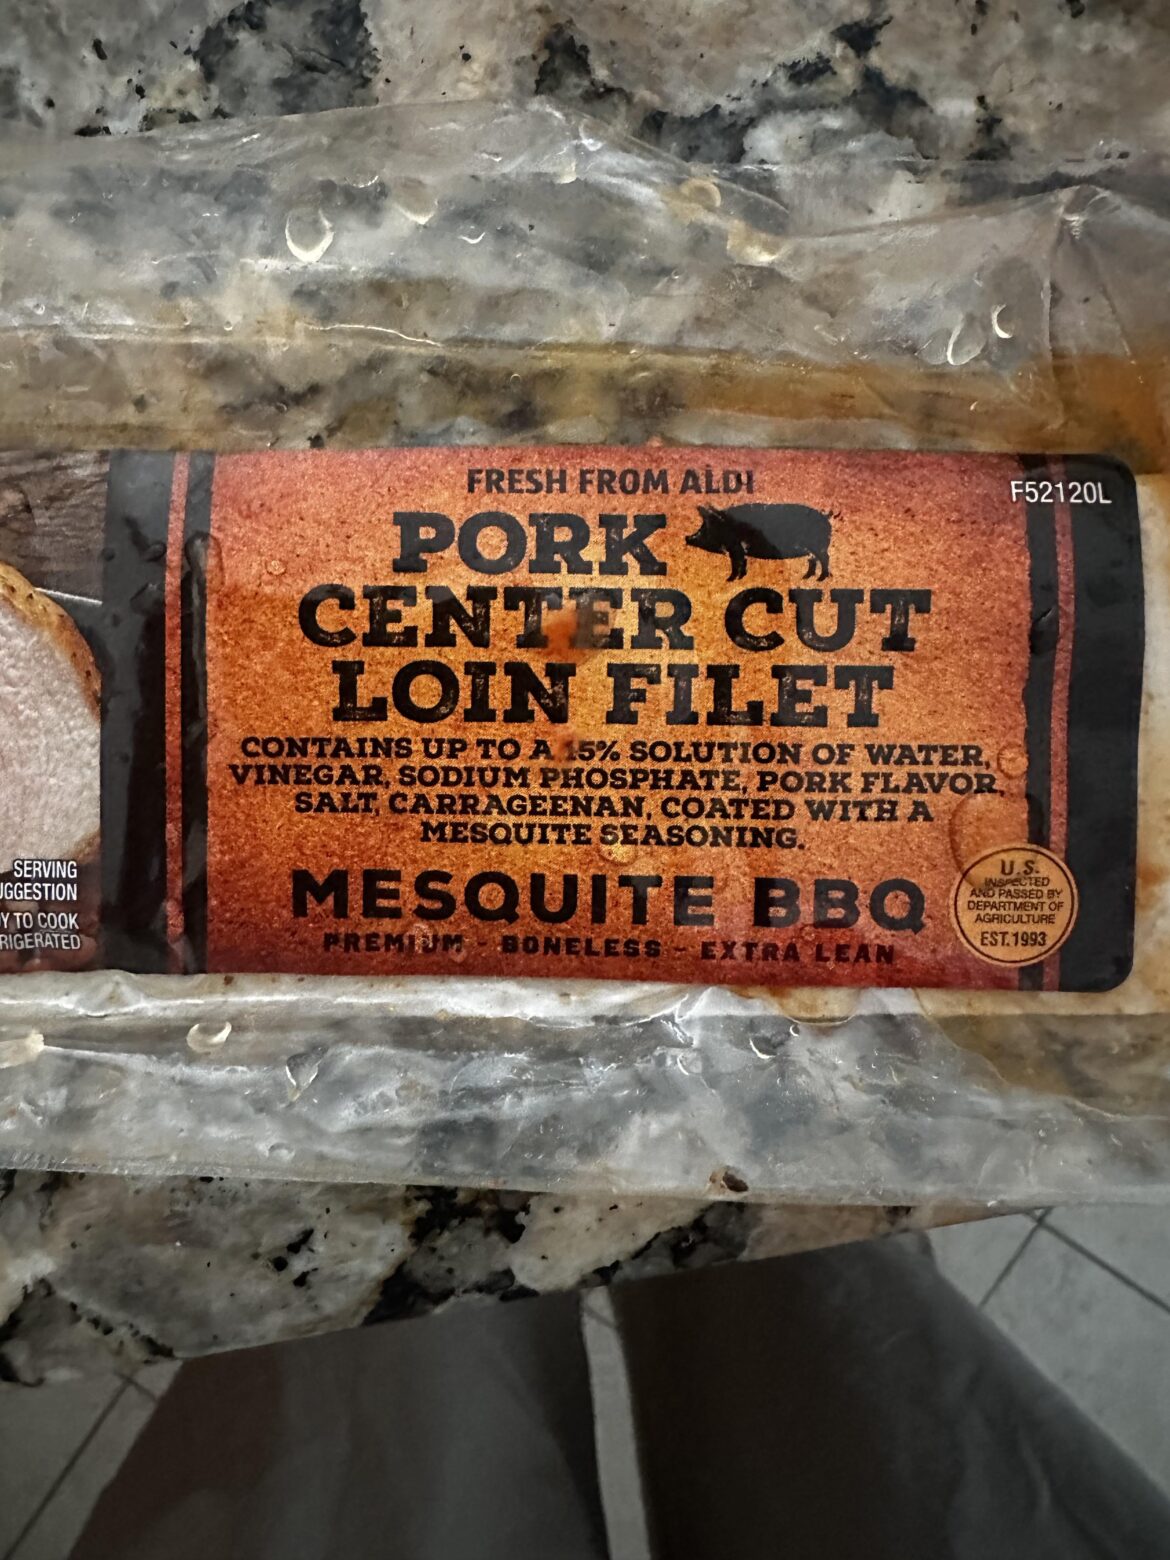 FRESH FROM ALDI
F52120L
PORK
CENTER CUT
LOIN FILET
CONTAINS UP TO A 15% SOLUTION OF WATER,
VINEGAR, SODIUM PHOSPHATE, PORK FLAVOR,
SALT, CARRAGEENAN, COATED WITH A
MESQUITE SEASONING.
MESQUITE BBQ
PREMIUM - BONELESS - EXTRA LEAN
U.S.
INSPECTED
AND PASSED BY
DEPARTMENT OF
AGRICULTURE
EST.1993
SERVING
UGGESTION
Y TO COOK
RIGERATED